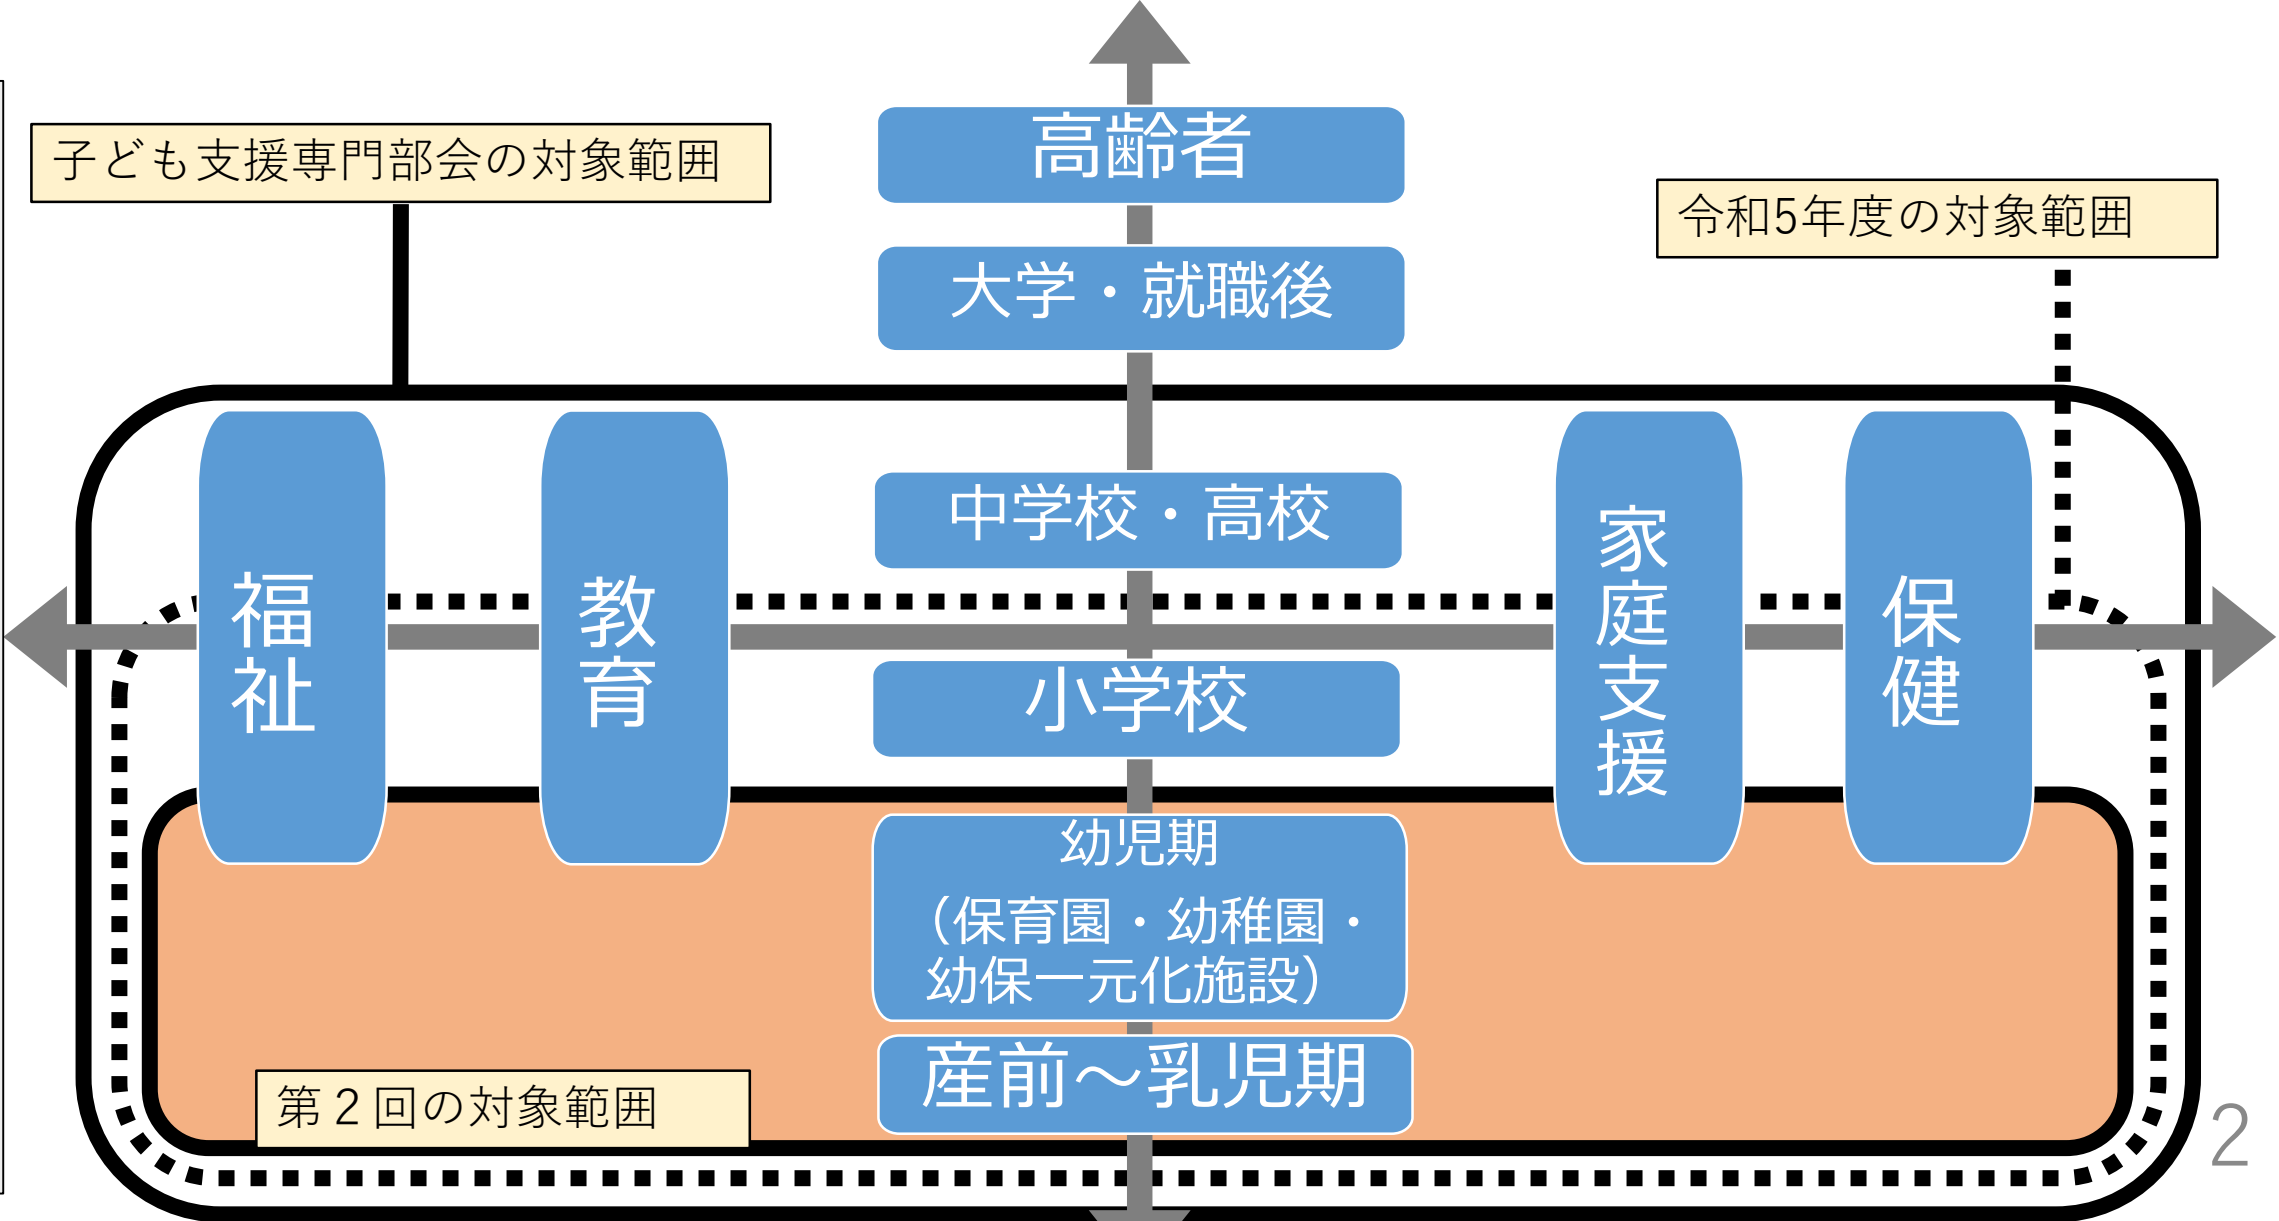 高齢者
子ども支援専門部会の対象範囲
令和5年度の対象範囲
大学・就職後
中学校・高校
福祉
教育
家庭支援
保健
小学校
幼児期
（保育園・幼稚園・
幼保一元化施設）
産前～乳児期
第２回の対象範囲
2